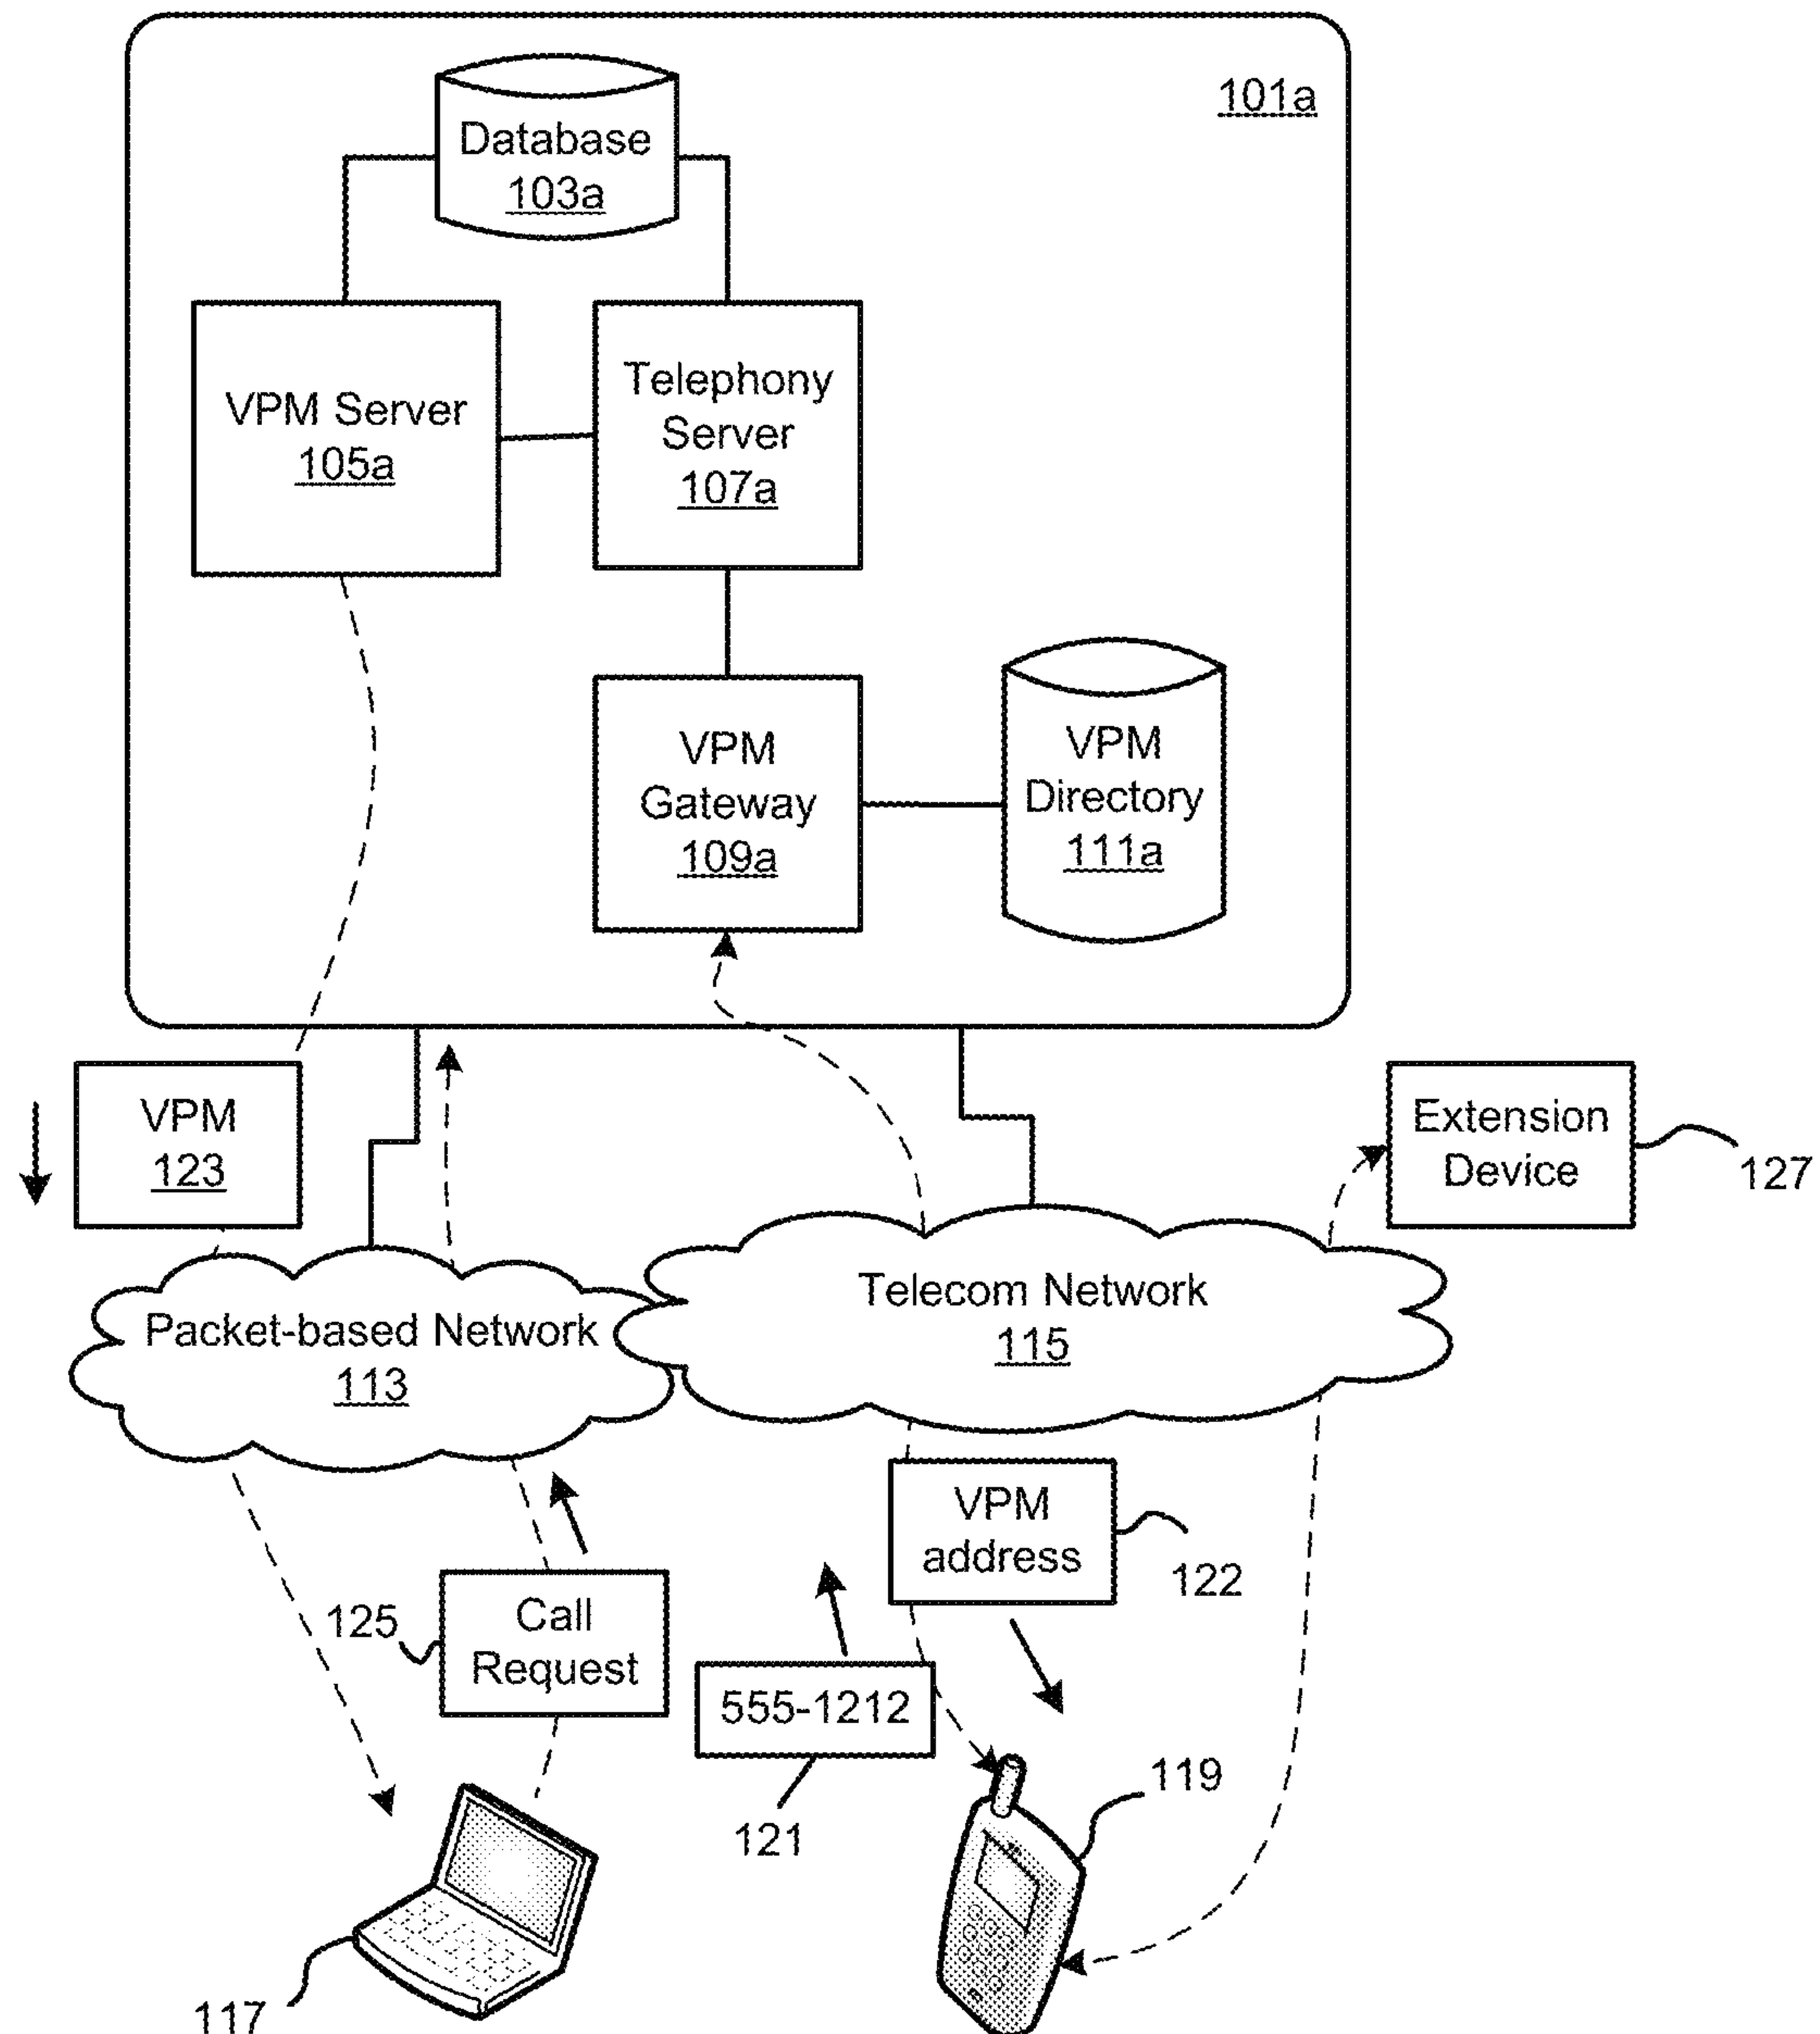 101a
Database
103a
VPM Server
105a
Telephony
Server
107a
VPM
Gateway
109a
VPM
Directory
111a
VPM
123
Extension
Device
127
Telecom Network
115
Packet-based Network
113
VPM
address
122
Call
Request
125
555-1212
121
119
117